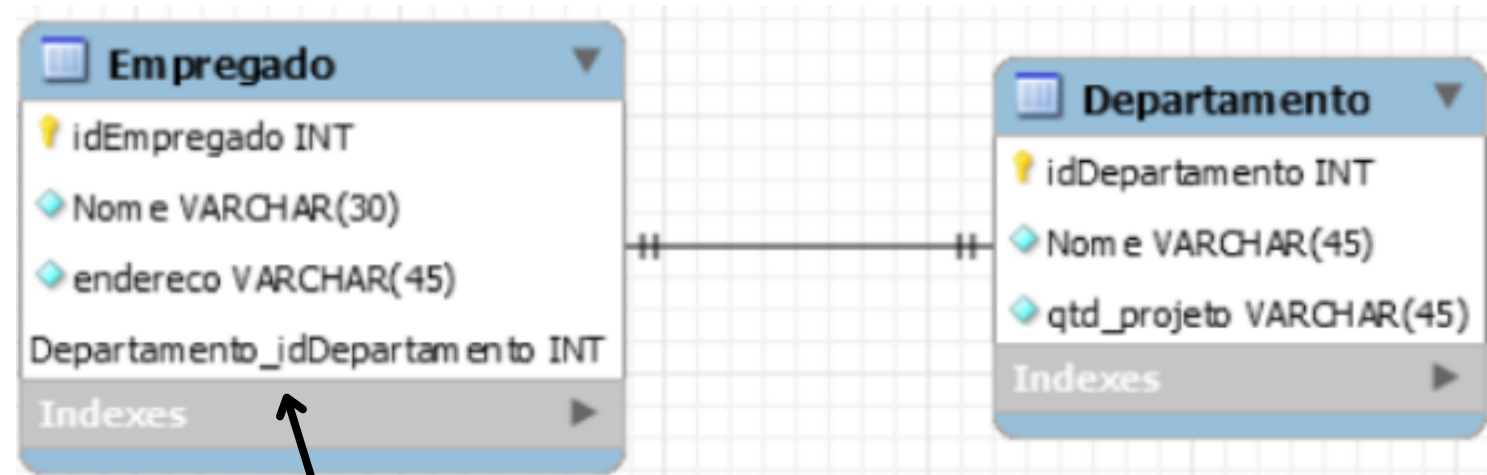 Empregado
idEmpregado INT
Nome VARCHAR(30)
endereco VARCHAR(45)
Departamento_idDepartamento INT
Indexes
Departamento
idDepartamento INT
Nome VARCHAR(45)
qtd_projeto VARCHAR(45)
Indexes